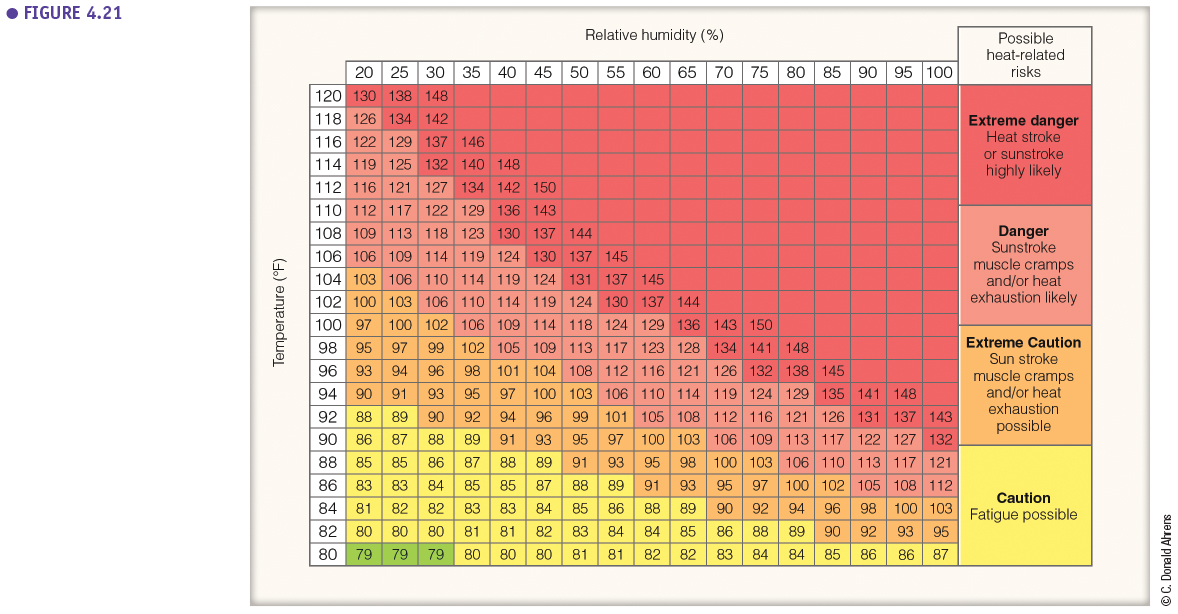 ● FIGURE 4.21
Relative humidity (%)
Possible
heat-related
risks
20 25 30 35 40 45 50 55 60 65 70 75 80 85 90 95 100
120 130 138 148
118 126 134 142
116 122 129 137 146
114 119 125 132 140 148
112 116 121 127 134 142 150
110 112 117 122 129 136 143
108 109 113 118 123 130 137 144
106 106 109 114 119 124 130 137 145
104 103 106 110 114 119 124 131 137 145
102 100 103 106 110 114 119 124 130 137 144
100 97 100 102 106 109 114 118 124 129 136 143 150
98 95 97 99 102 105 109 113 117 123 128 134 141 148
96 93 94 96 98 101 104 108 112 116 121 126 132 138 145
94 90 91 93 95 97 100 103 106 110 114 119 124 129 135 141 148
92 88 89 90 92 94 96 99 101 105 108 112 116 121 126 131 137 143
90 86 87 88 89 91 93 95 97 100 103 106 109 113 117 122 127 132
88 85 85 86 87 88 89 91 93 95 98 100 103 106 110 113 117 121
86 83 83 84 85 85 87 88 89 91 93 95 97 100 102 105 108 112
84 81 82 82 83 83 84 85 86 88 89 90 92 94 96 98 100 103
82 80 80 80 81 81 82 83 84 84 85 86 88 89 90 92 93 95
80 79 79 79 80 80 80 81 81 82 82 83 84 84 85 86 86 87
Temperature (°F)
Extreme danger
Heat stroke
or sunstroke
highly likely
Danger
Sunstroke
muscle cramps
and/or heat
exhaustion likely
Extreme Caution
Sun stroke
muscle cramps
and/or heat
exhaustion
possible
Caution
Fatigue possible
© C. Donald Ahrens